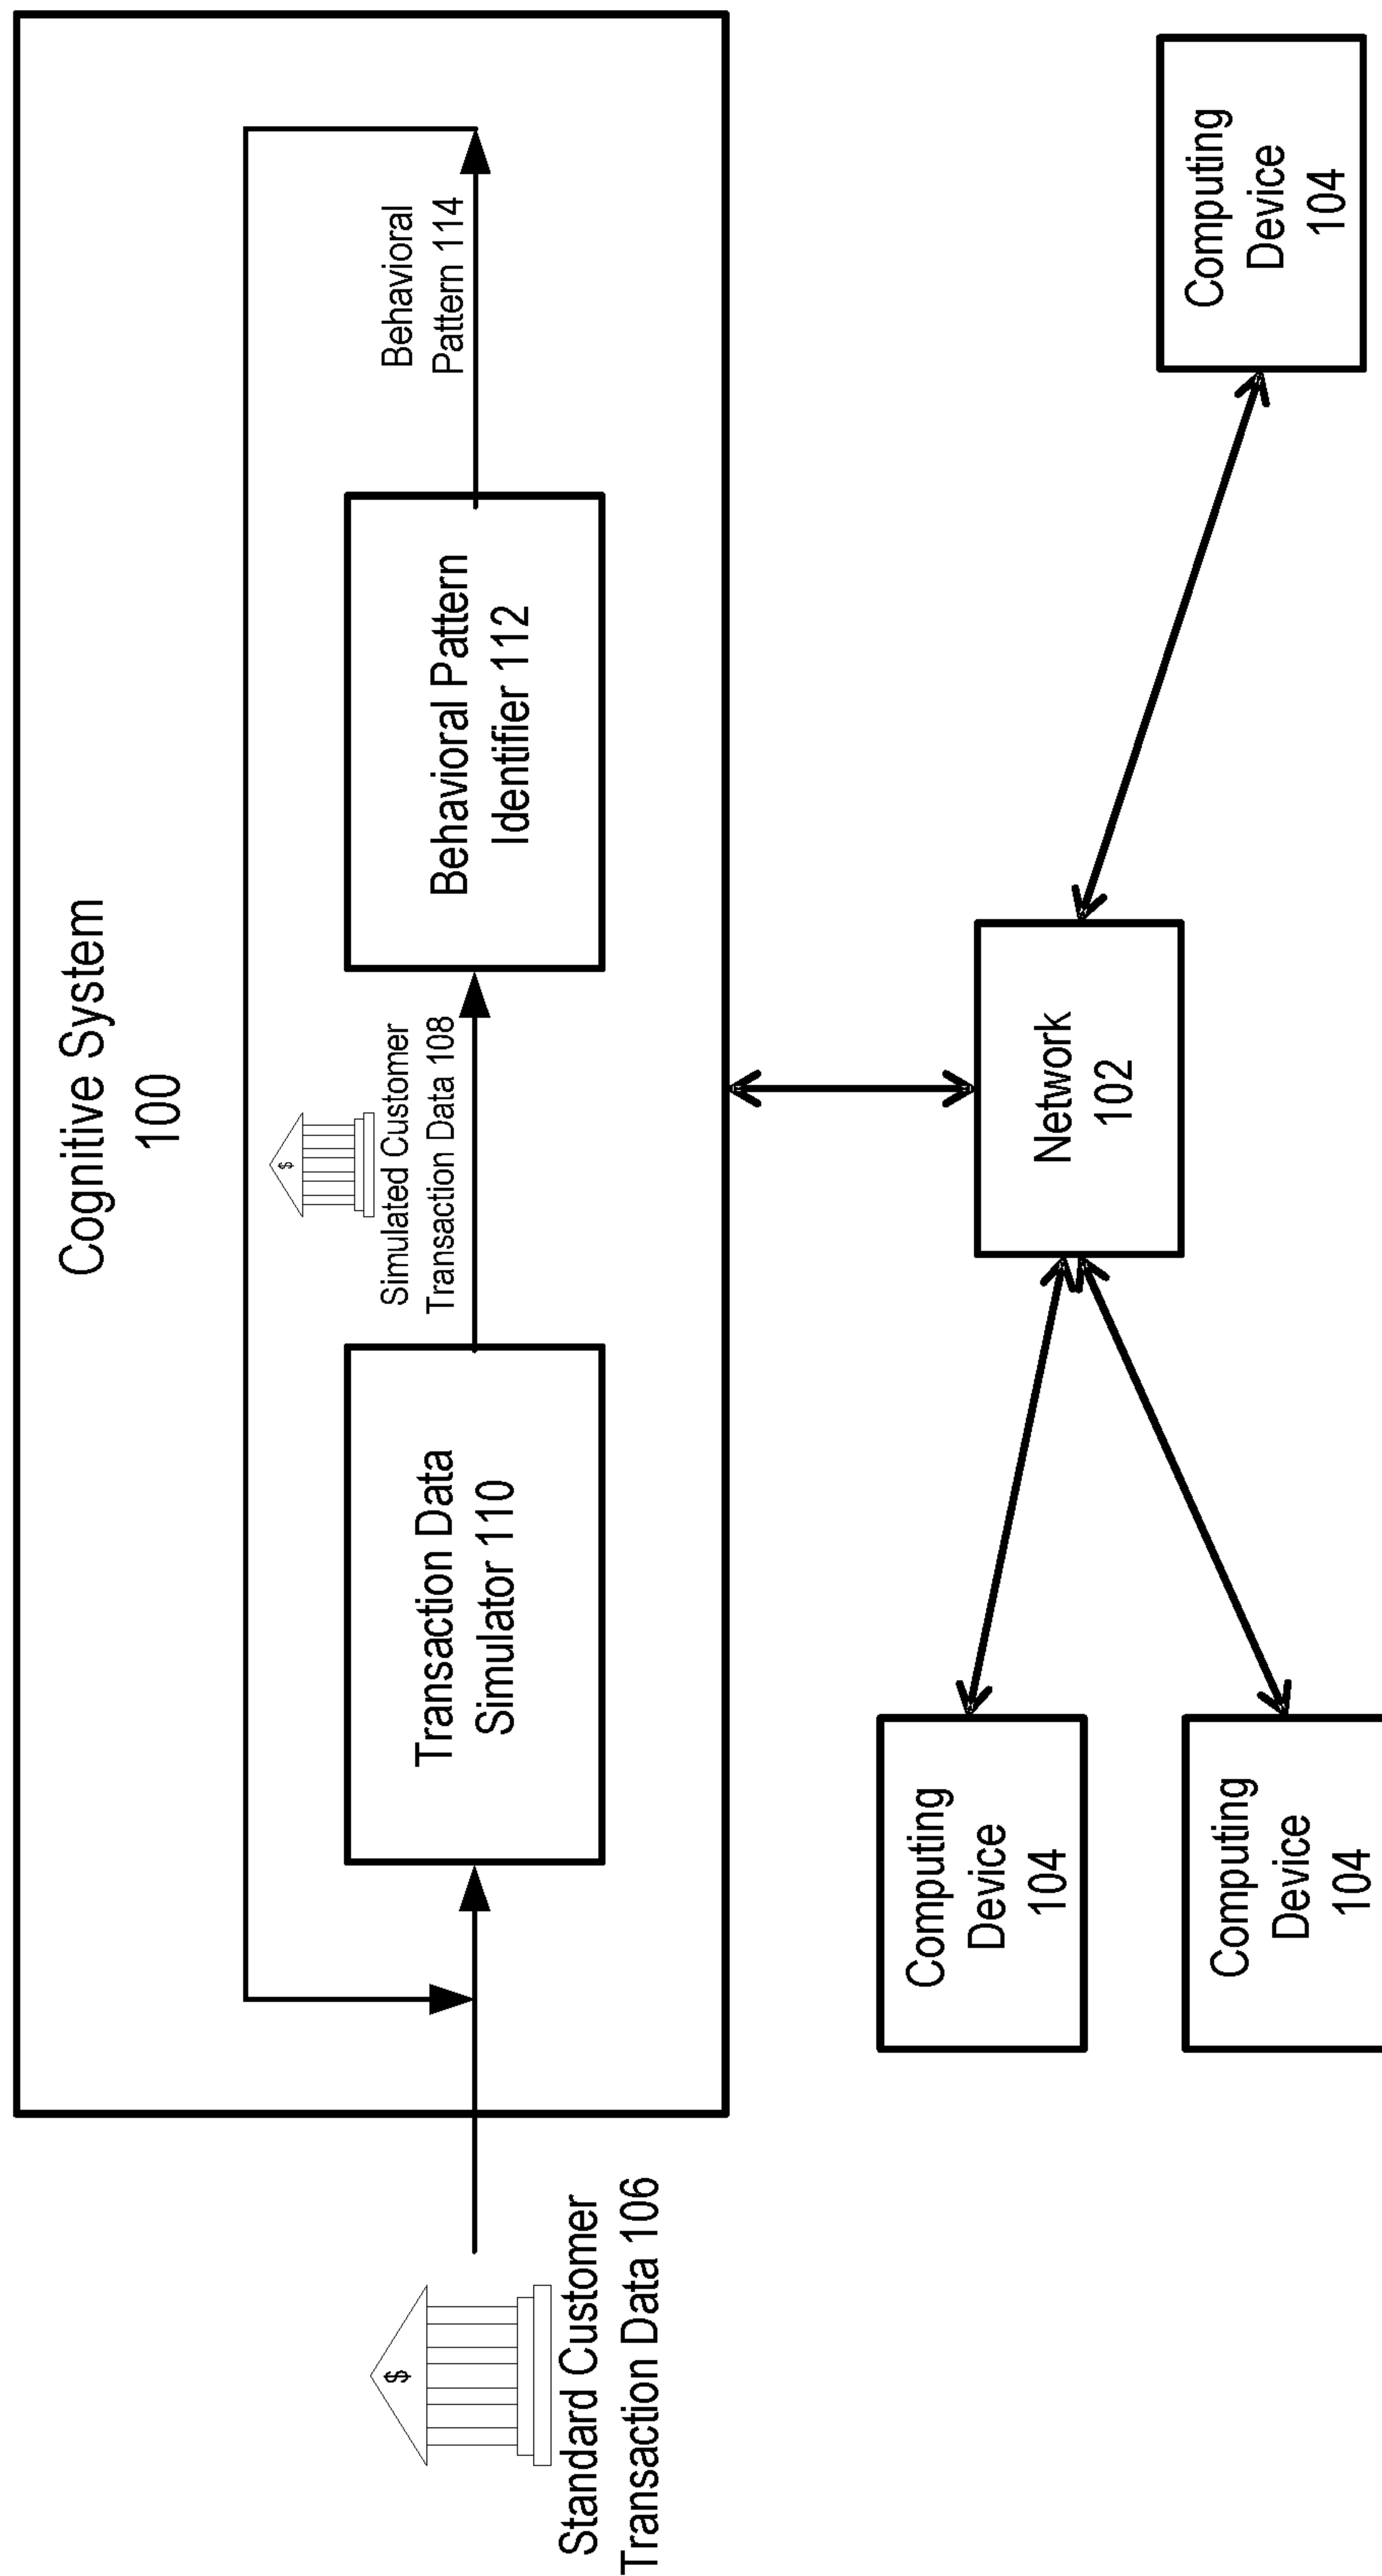 Cognitive System
100
$
Standard Customer
Transaction Data 106
Transaction Data
Simulator 110
$
Simulated Customer
Transaction Data 108
Behavioral Pattern
Identifier 112
Behavioral
Pattern 114
Network
102
Computing
Device
104
Computing
Device
104
Computing
Device
104